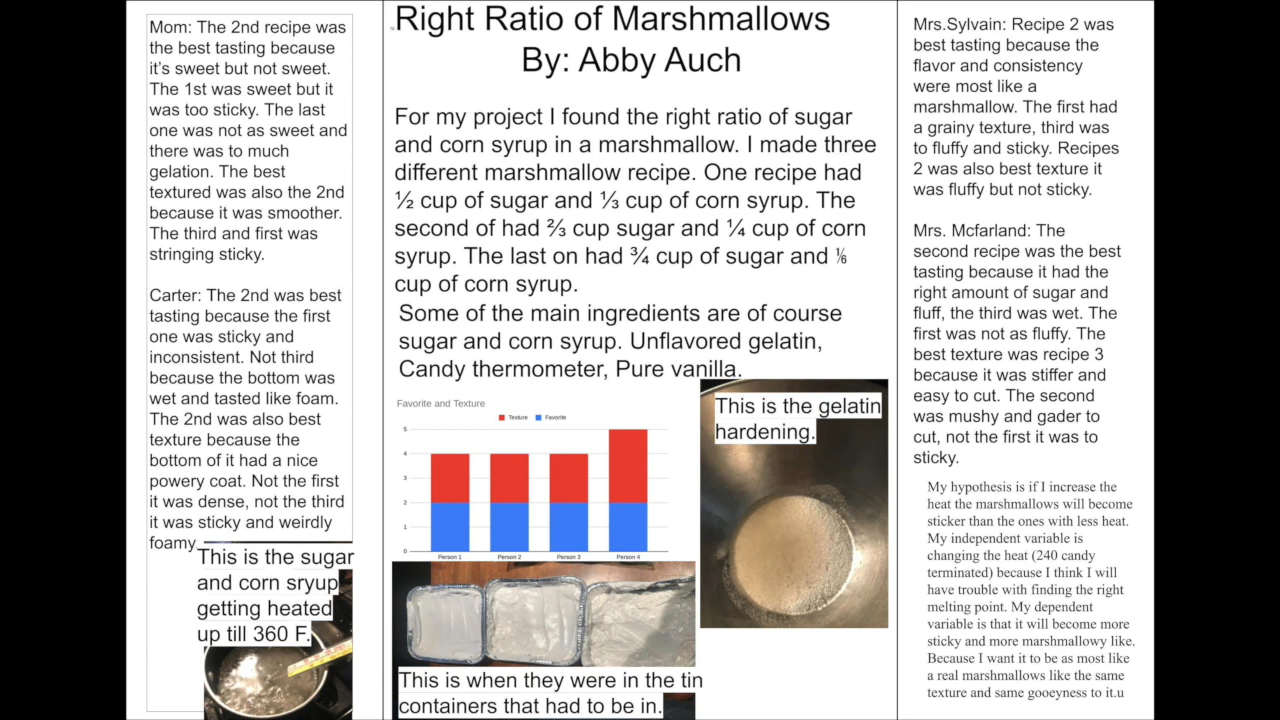 Mom: The 2nd recipe was
the best tasting because
it's sweet but not sweet.
The 1st was sweet but it
was too sticky. The last
one was not as sweet and
there was to much
gelation. The best
textured was also the 2nd
because it was smoother.
The third and first was
stringing sticky.
Carter: The 2nd was best
tasting because the first
one was sticky and
inconsistent. Not third
because the bottom was
wet and tasted like foam.
The 2nd was also best
texture because the
bottom of it had a nice
powery coat. Not the first
it was dense, not the third
it was sticky and weirdly
foamy
This is the sugar
and corn sryup
getting heated
up till 360 F.
Right Ratio of Marshmallows
By: Abby Auch
For my project I found the right ratio of sugar
and corn syrup in a marshmallow. I made three
different marshmallow recipe. One recipe had
½ cup of sugar and ⅓ cup of corn syrup. The
second of had ⅔ cup sugar and ¼ cup of corn
syrup. The last on had ¾ cup of sugar and ⅙
cup of corn syrup.
Some of the main ingredients are of course
sugar and corn syrup. Unflavored gelatin,
Candy thermometer, Pure vanilla.
Favorite and Texture
Texture Favorite
5
4
3
2
1
0
Person 1 Person 2 Person 3 Person 4
This is the gelatin
hardening.
This is when they were in the tin
containers that had to be in.
Mrs.Sylvain: Recipe 2 was
best tasting because the
flavor and consistency
were most like a
marshmallow. The first had
a grainy texture, third was
to fluffy and sticky. Recipes
2 was also best texture it
was fluffy but not sticky.
Mrs. Mcfarland: The
second recipe was the best
tasting because it had the
right amount of sugar and
fluff, the third was wet. The
first was not as fluffy. The
best texture was recipe 3
because it was stiffer and
easy to cut. The second
was mushy and gader to
cut, not the first it was to
sticky.
My hypothesis is if I increase the
heat the marshmallows will become
sticker than the ones with less heat.
My independent variable is
changing the heat (240 candy
terminated) because I think I will
have trouble with finding the right
melting point. My dependent
variable is that it will become more
sticky and more marshmallowy like.
Because I want it to be as most like
a real marshmallows like the same
texture and same gooeyness to it.u